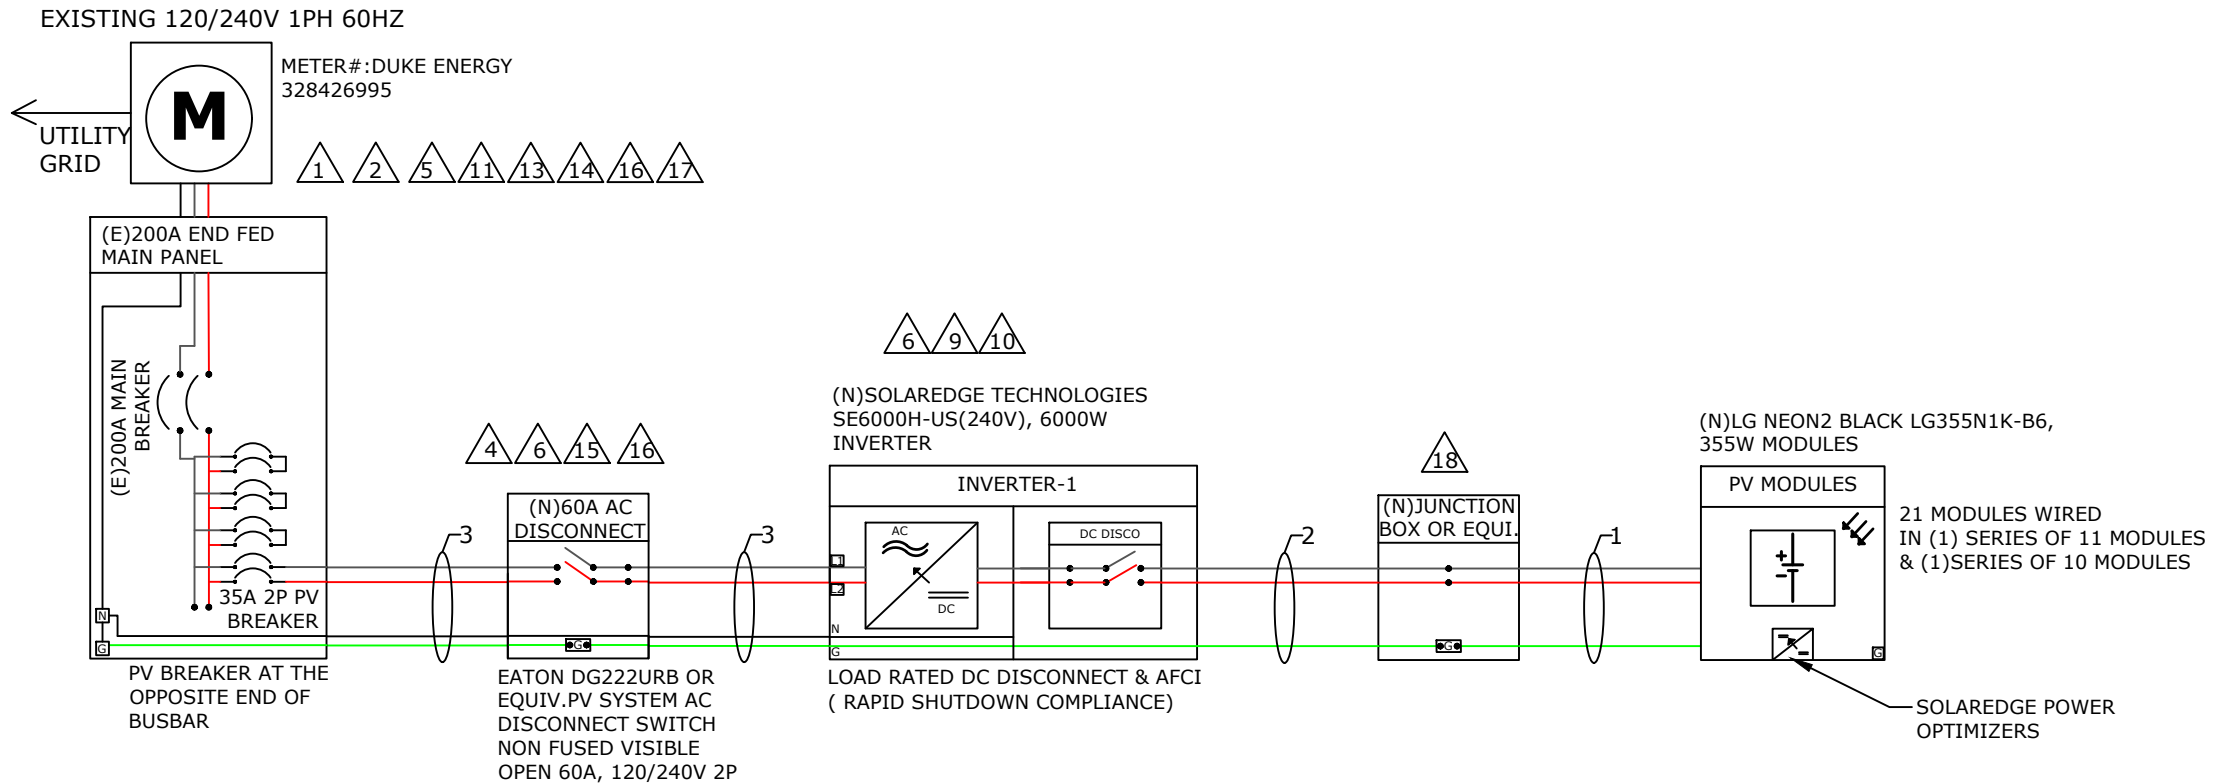 EXISTING 120/240V 1PH 60HZ
M
METER#:DUKE ENERGY
328426995
UTILITY
GRID
1
2
5
11
13
14
16
17
(E)200A END FED
MAIN PANEL
(E)200A MAIN
BREAKER
35A 2P PV
BREAKER
N
G
PV BREAKER AT THE
OPPOSITE END OF
BUSBAR
3
4
6
15
16
(N)60A AC
DISCONNECT
G
EATON DG222URB OR
EQUIV.PV SYSTEM AC
DISCONNECT SWITCH
NON FUSED VISIBLE
OPEN 60A, 120/240V 2P
3
6
9
10
(N)SOLAREDGE TECHNOLOGIES
SE6000H-US(240V), 6000W
INVERTER
INVERTER-1
L1
L2
N
G
AC
DC
DC DISCO
LOAD RATED DC DISCONNECT & AFCI
( RAPID SHUTDOWN COMPLIANCE)
2
18
(N)JUNCTION
BOX OR EQUI.
G
1
(N)LG NEON2 BLACK LG355N1K-B6,
355W MODULES
PV MODULES
G
21 MODULES WIRED
IN (1) SERIES OF 11 MODULES
& (1)SERIES OF 10 MODULES
SOLAREDGE POWER
OPTIMIZERS